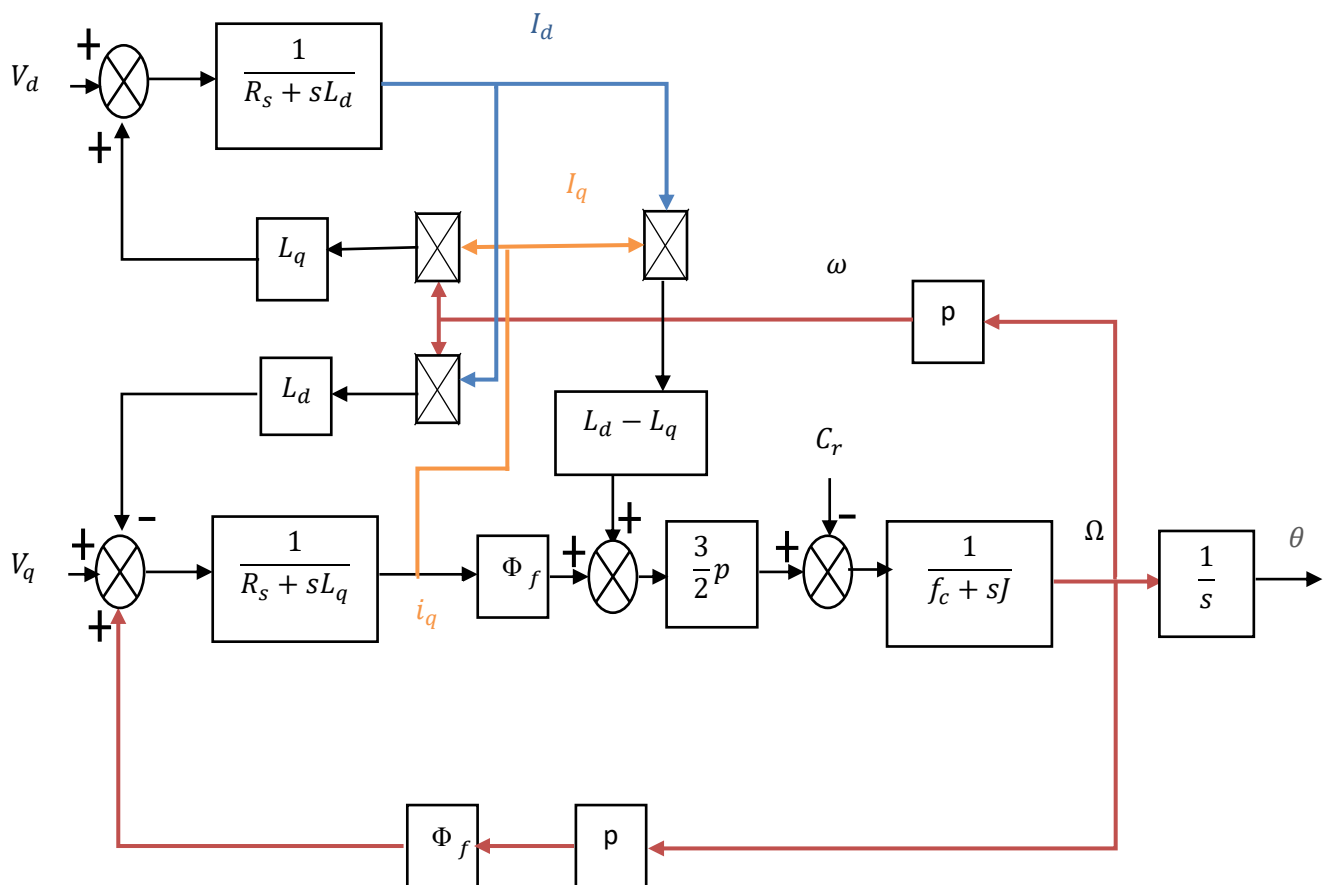 I_d
+
1
R_s + sL_d
V_d
+
I_q
L_q
ω
p
L_d
L_d − L_q
C_r
-
+
-
+
1
R_s + sL_q
Φ_f
+
3
2
p
+
1
f_c + sJ
Ω
1
s
θ
V_q
+
i_q
Φ_f
p